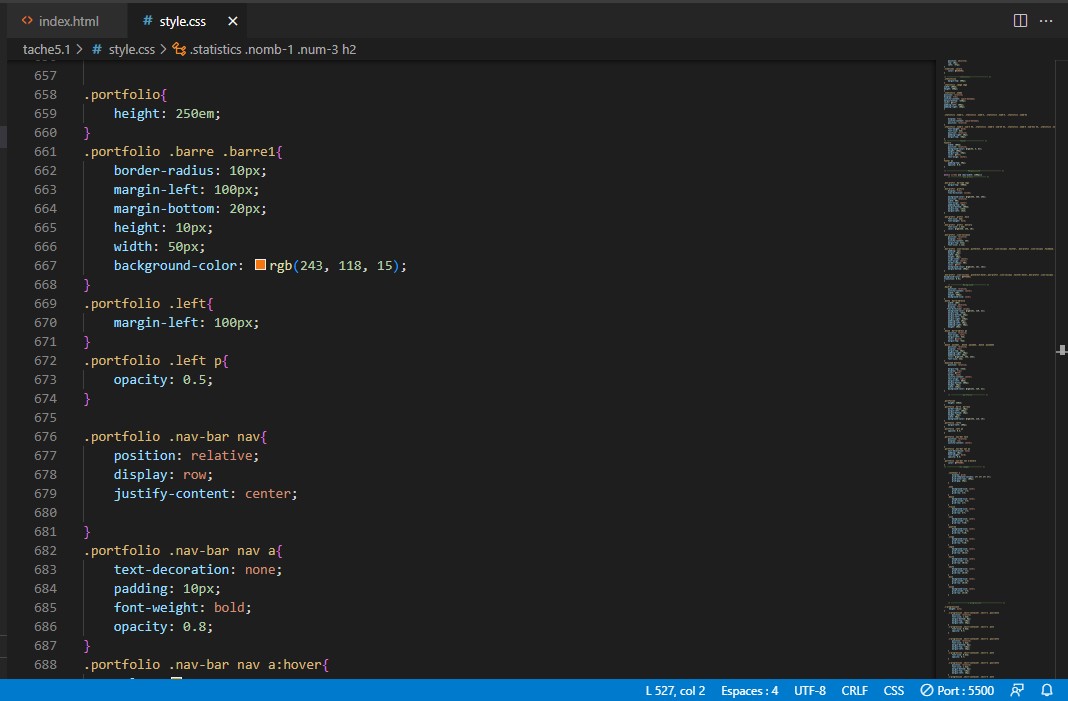 index.html
# style.css
tache5.1 > # style.css > .statistics .nomb-1 .num-3 h2
657
658 .portfolio{
659     height: 250em;
660 }
661 .portfolio .barre .barre1{
662     border-radius: 10px;
663     margin-left: 100px;
664     margin-bottom: 20px;
665     height: 10px;
666     width: 50px;
667     background-color: rgb(243, 118, 15);
668 }
669 .portfolio .left{
670     margin-left: 100px;
671 }
672 .portfolio .left p{
673     opacity: 0.5;
674 }
675
676 .portfolio .nav-bar nav{
677     position: relative;
678     display: row;
679     justify-content: center;
680
681 }
682 .portfolio .nav-bar nav a{
683     text-decoration: none;
684     padding: 10px;
685     font-weight: bold;
686     opacity: 0.8;
687 }
688 .portfolio .nav-bar nav a:hover{
L 527, col 2 Espaces : 4 UTF-8 CRLF CSS Port : 5500